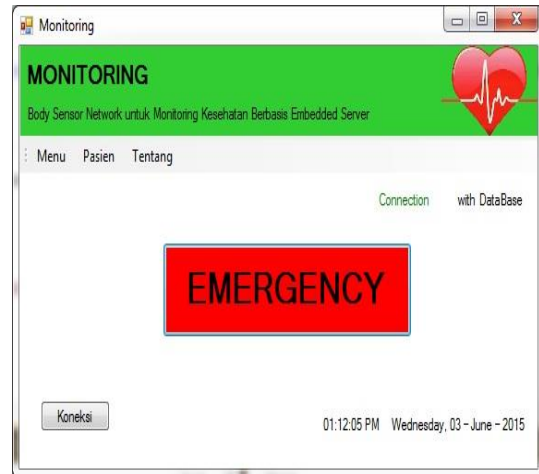 Monitoring
MONITORING
Body Sensor Network untuk Monitoring Kesehatan Berbasis Embedded Server
Menu Pasien Tentang
Connection with DataBase
EMERGENCY
Koneksi 01:12:05 PM Wednesday, 03 - June - 2015